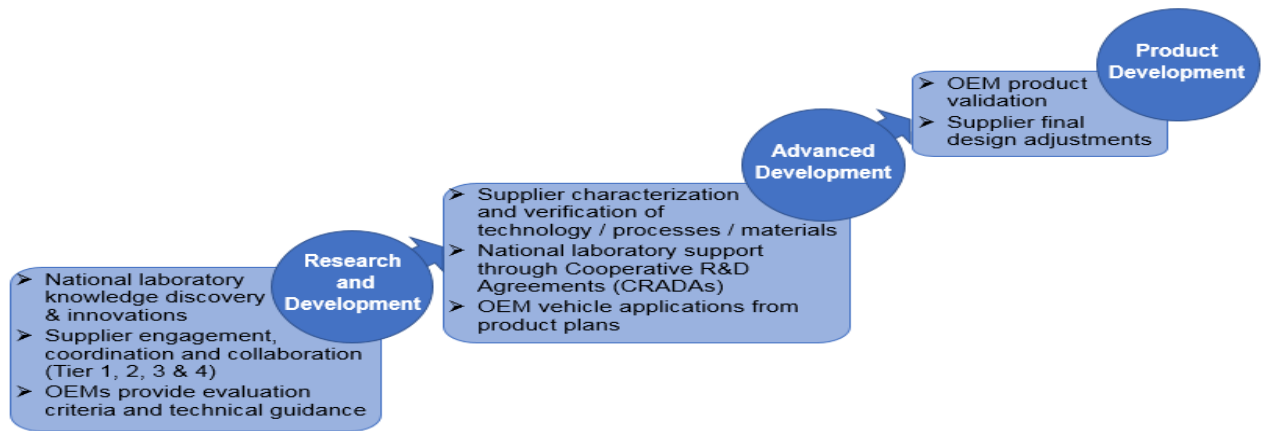 Research
and
Development
➢ National laboratory
knowledge discovery
& innovations
➢ Supplier engagement,
coordination and collaboration
(Tier 1, 2, 3 & 4)
➢ OEMs provide evaluation
criteria and technical guidance
Advanced
Development
➢ Supplier characterization
and verification of
technology / processes / materials
➢ National laboratory support
through Cooperative R&D
Agreements (CRADAs)
➢ OEM vehicle applications from
product plans
Product
Development
➢ OEM product
validation
➢ Supplier final
design adjustments